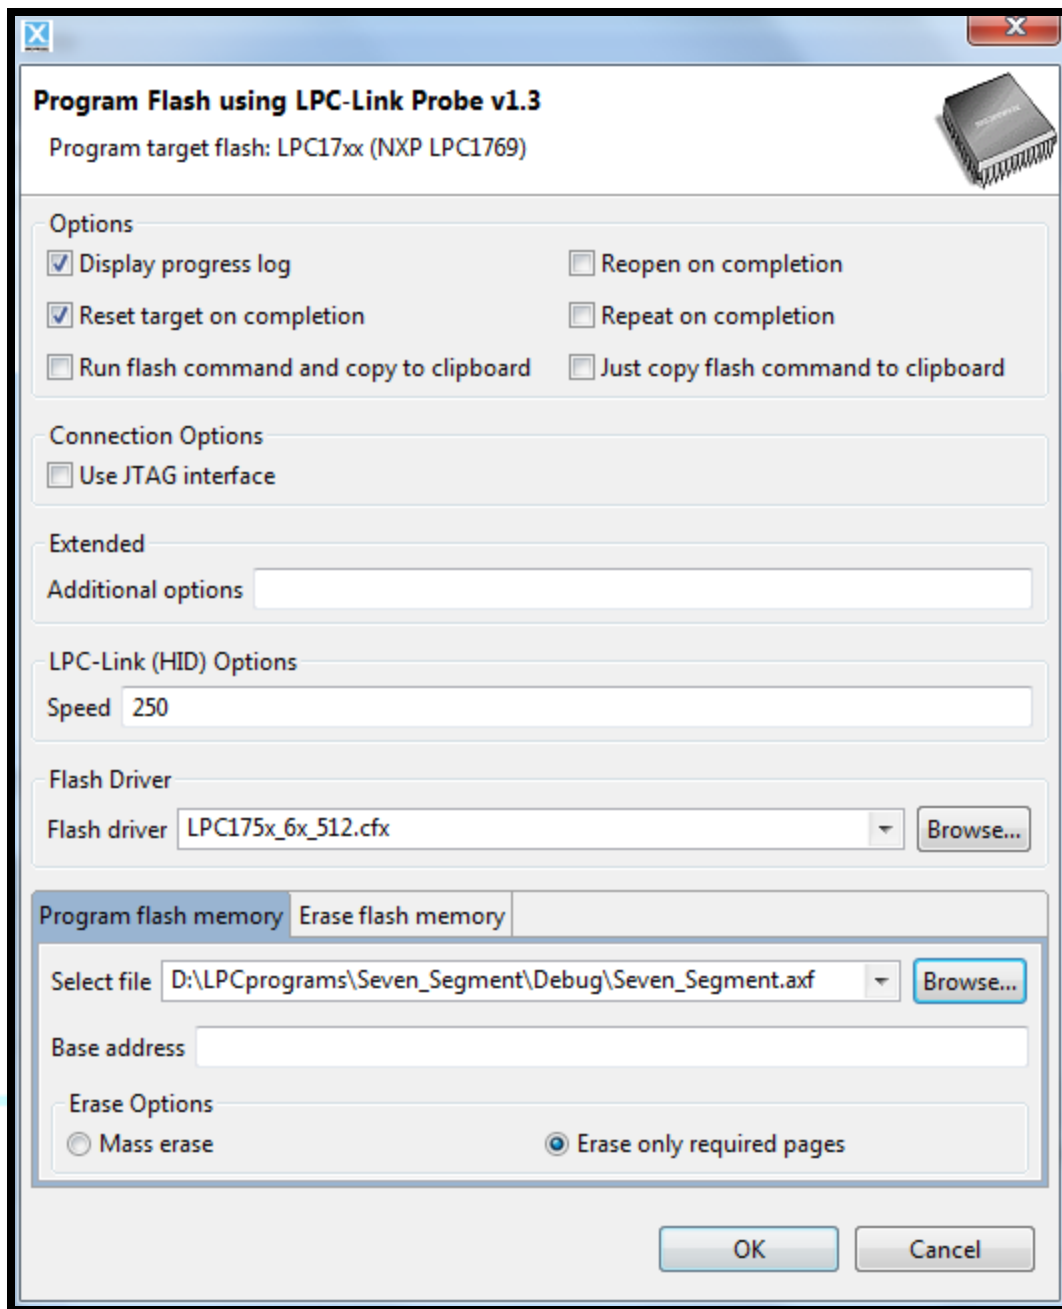 Program Flash using LPC-Link Probe v1.3
Program target flash: LPC17xx (NXP LPC1769)
Options
Display progress log
Reopen on completion
Reset target on completion
Repeat on completion
Run flash command and copy to clipboard
Just copy flash command to clipboard
Connection Options
Use JTAG interface
Extended
Additional options
LPC-Link (HID) Options
Speed 250
Flash Driver
Flash driver LPC175x_6x_512.cfx Browse...
Program flash memory Erase flash memory
Select file D:\LPCprograms\Seven_Segment\Debug\Seven_Segment.axf Browse...
Base address
Erase Options
Mass erase Erase only required pages
OK Cancel